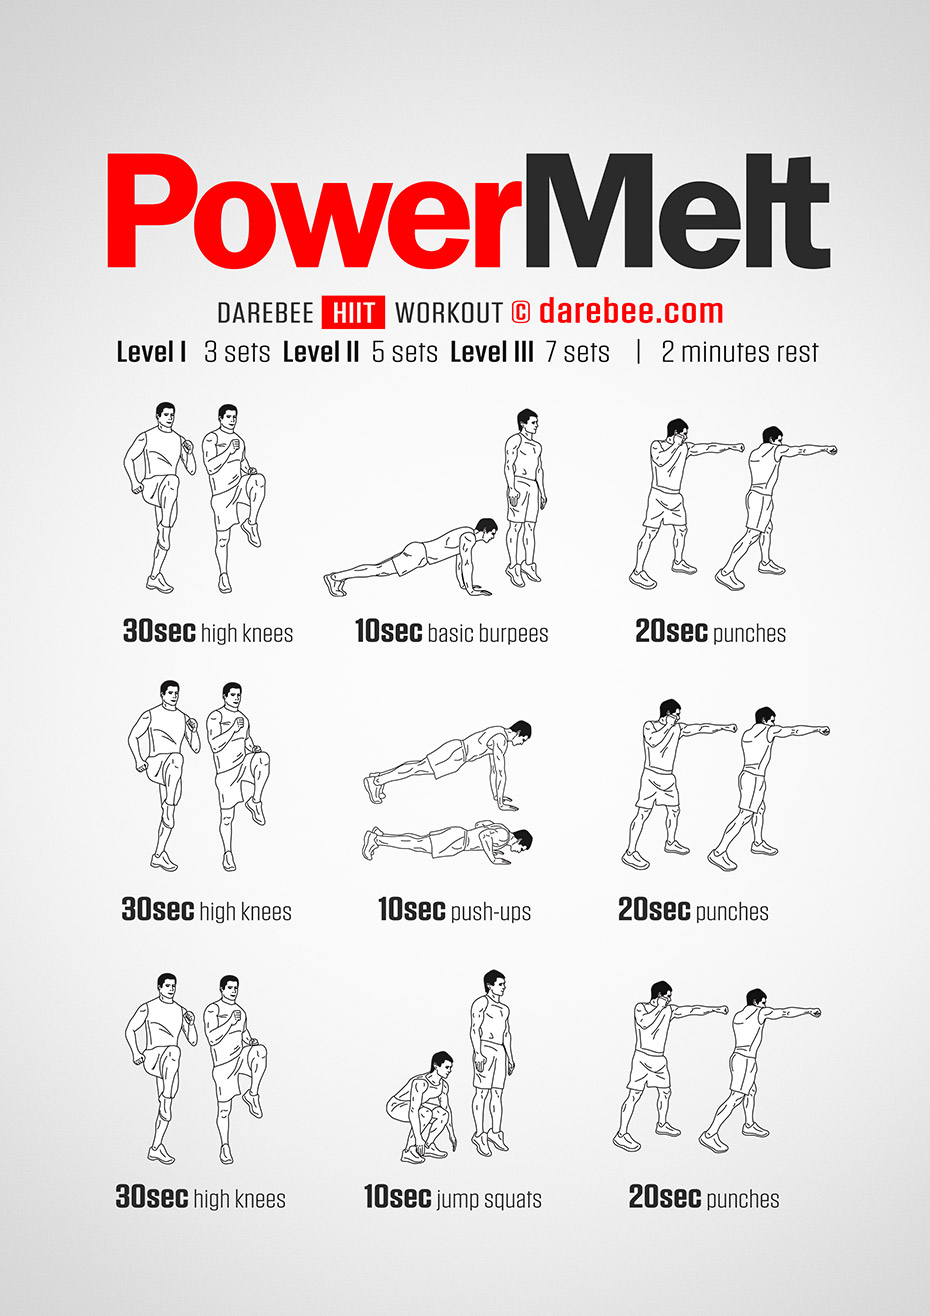 PowerMelt
DAREBEE HIIT WORKOUT © darebee.com
Level I 3 sets Level II 5 sets Level III 7 sets | 2 minutes rest
30sec high knees 10sec basic burpees 20sec punches
30sec high knees 10sec push-ups 20sec punches
30sec high knees 10sec jump squats 20sec punches